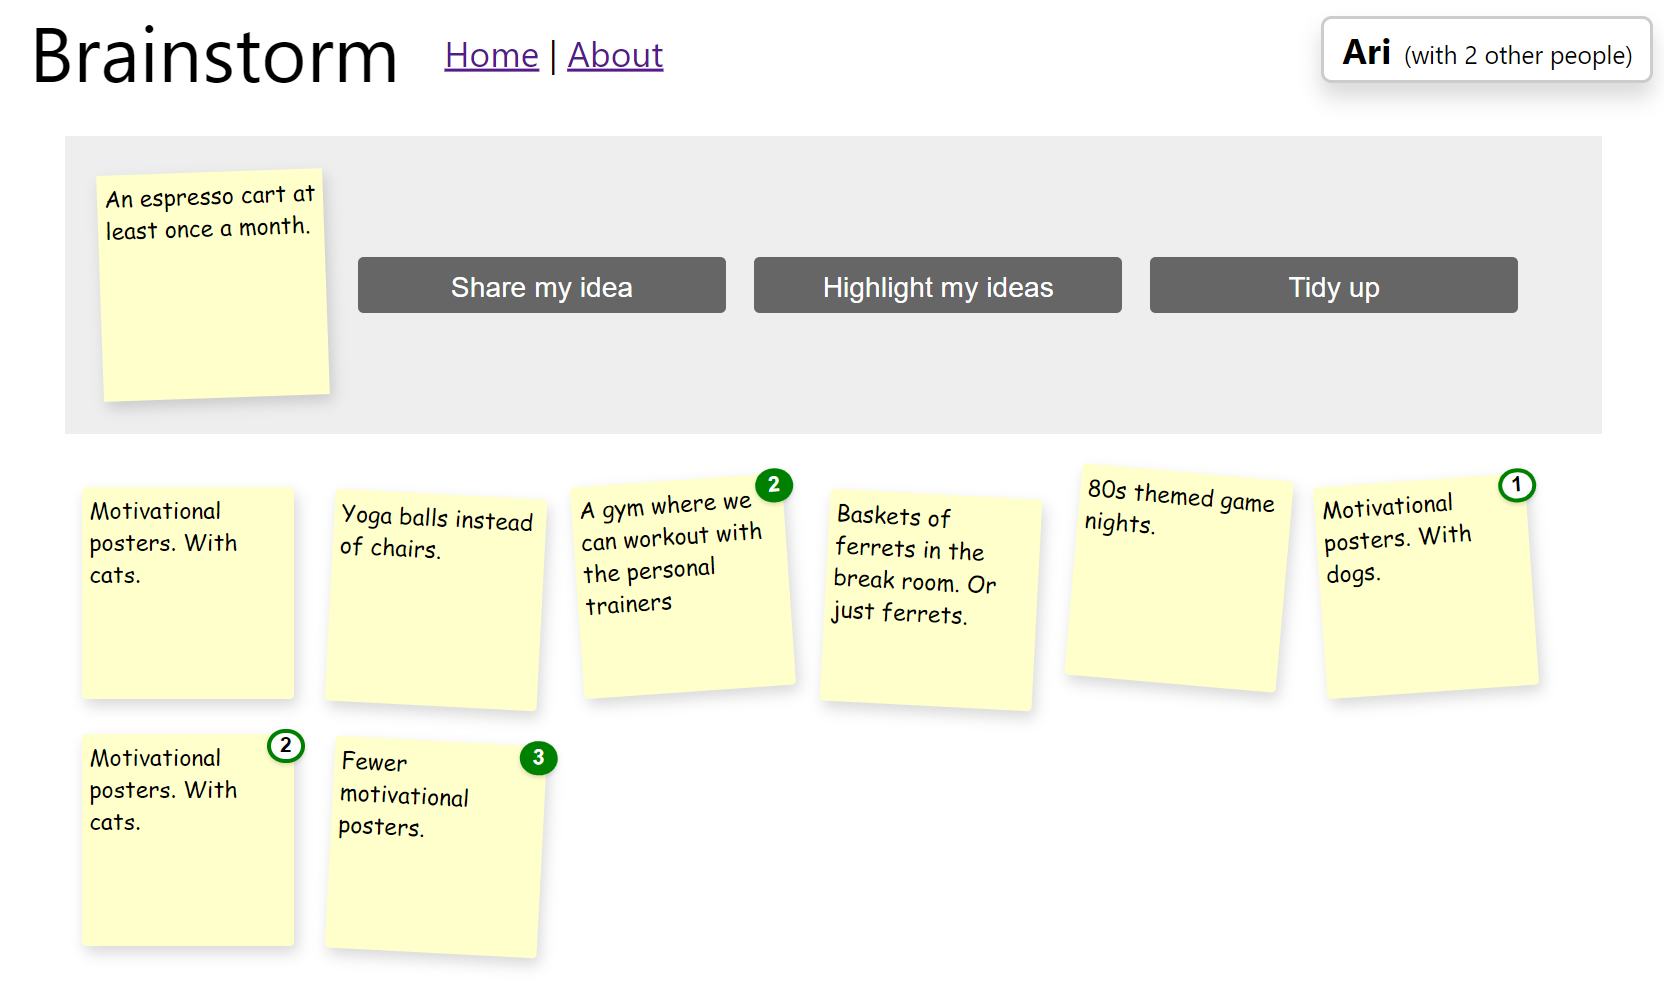 Brainstorm
Home | About
Ari (with 2 other people)
An espresso cart at
least once a month.
Share my idea
Highlight my ideas
Tidy up
Motivational
posters. With
cats.
Yoga balls instead
of chairs.
2
A gym where we
can workout with
the personal
trainers
Baskets of
ferrets in the
break room. Or
just ferrets.
80s themed game
nights.
1
Motivational
posters. With
dogs.
2
Motivational
posters. With
cats.
3
Fewer
motivational
posters.